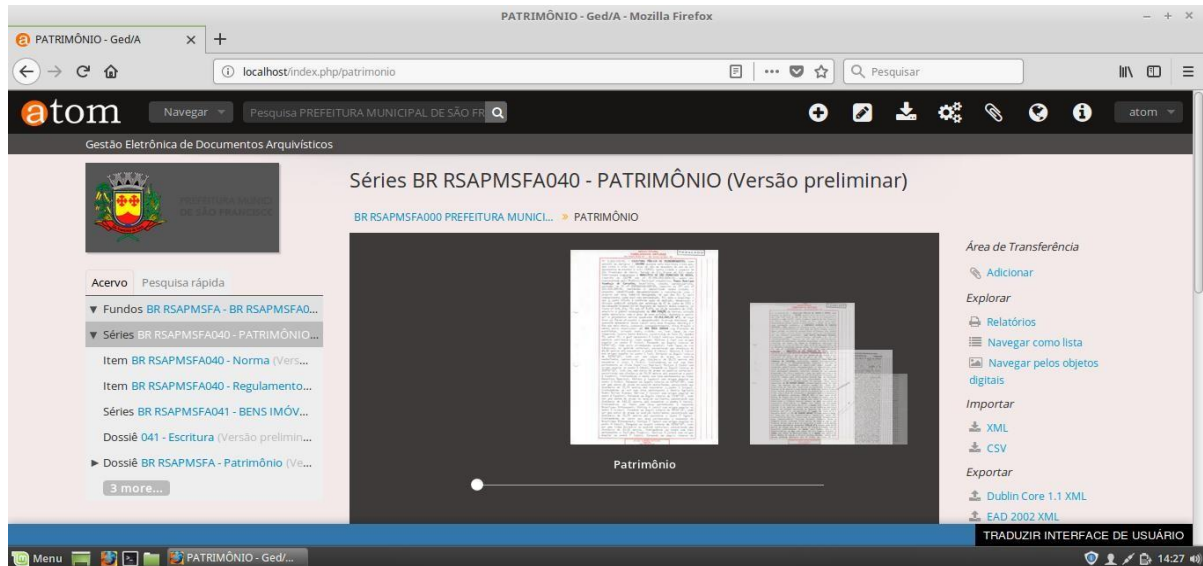 PATRIMÔNIO - Ged/A - Mozilla Firefox
PATRIMÔNIO - Ged/A
localhost/index.php/patrimonio
Pesquisar
atom
Navegar
Pesquisa PREFEITURA MUNICIPAL DE SÃO FR
atom
Gestão Eletrônica de Documentos Arquivísticos
PREFEITURA MUNICI
DE SÃO FRANCISCO
Séries BR RSAPMSFA040 - PATRIMÔNIO (Versão preliminar)
BR RSAPMSFA000 PREFEITURA MUNICI... » PATRIMÔNIO
Acervo Pesquisa rápida
▼ Fundos BR RSAPMSFA - BR RSAPMSFA0...
▼ Séries BR RSAPMSFA040 - PATRIMÔNIO...
Item BR RSAPMSFA040 - Norma (Vers...
Item BR RSAPMSFA040 - Regulamento...
Séries BR RSAPMSFA041 - BENS IMÓV...
Dossiê 041 - Escritura (Versão prelimin...
► Dossiê BR RSAPMSFA - Patrimônio (Ve...
3 more...
Patrimônio
Área de Transferência
Adicionar
Explorar
Relatórios
Navegar como lista
Navegar pelos objetos
digitais
Importar
XML
CSV
Exportar
Dublin Core 1.1 XML
EAD 2002 XML
TRADUZIR INTERFACE DE USUÁRIO
Menu
PATRIMÔNIO - Ged/...
14:27